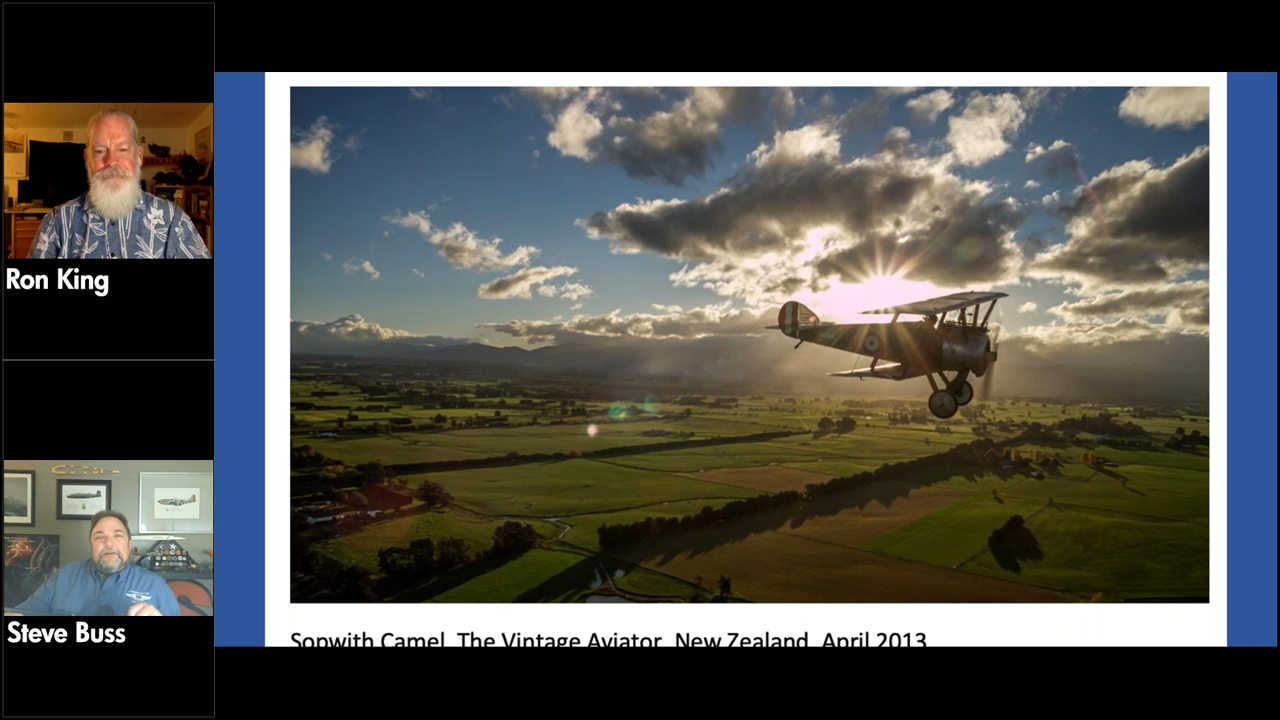 Ron King
Steve Buss
Sopwith Camel, The Vintage Aviator, New Zealand, April 2013